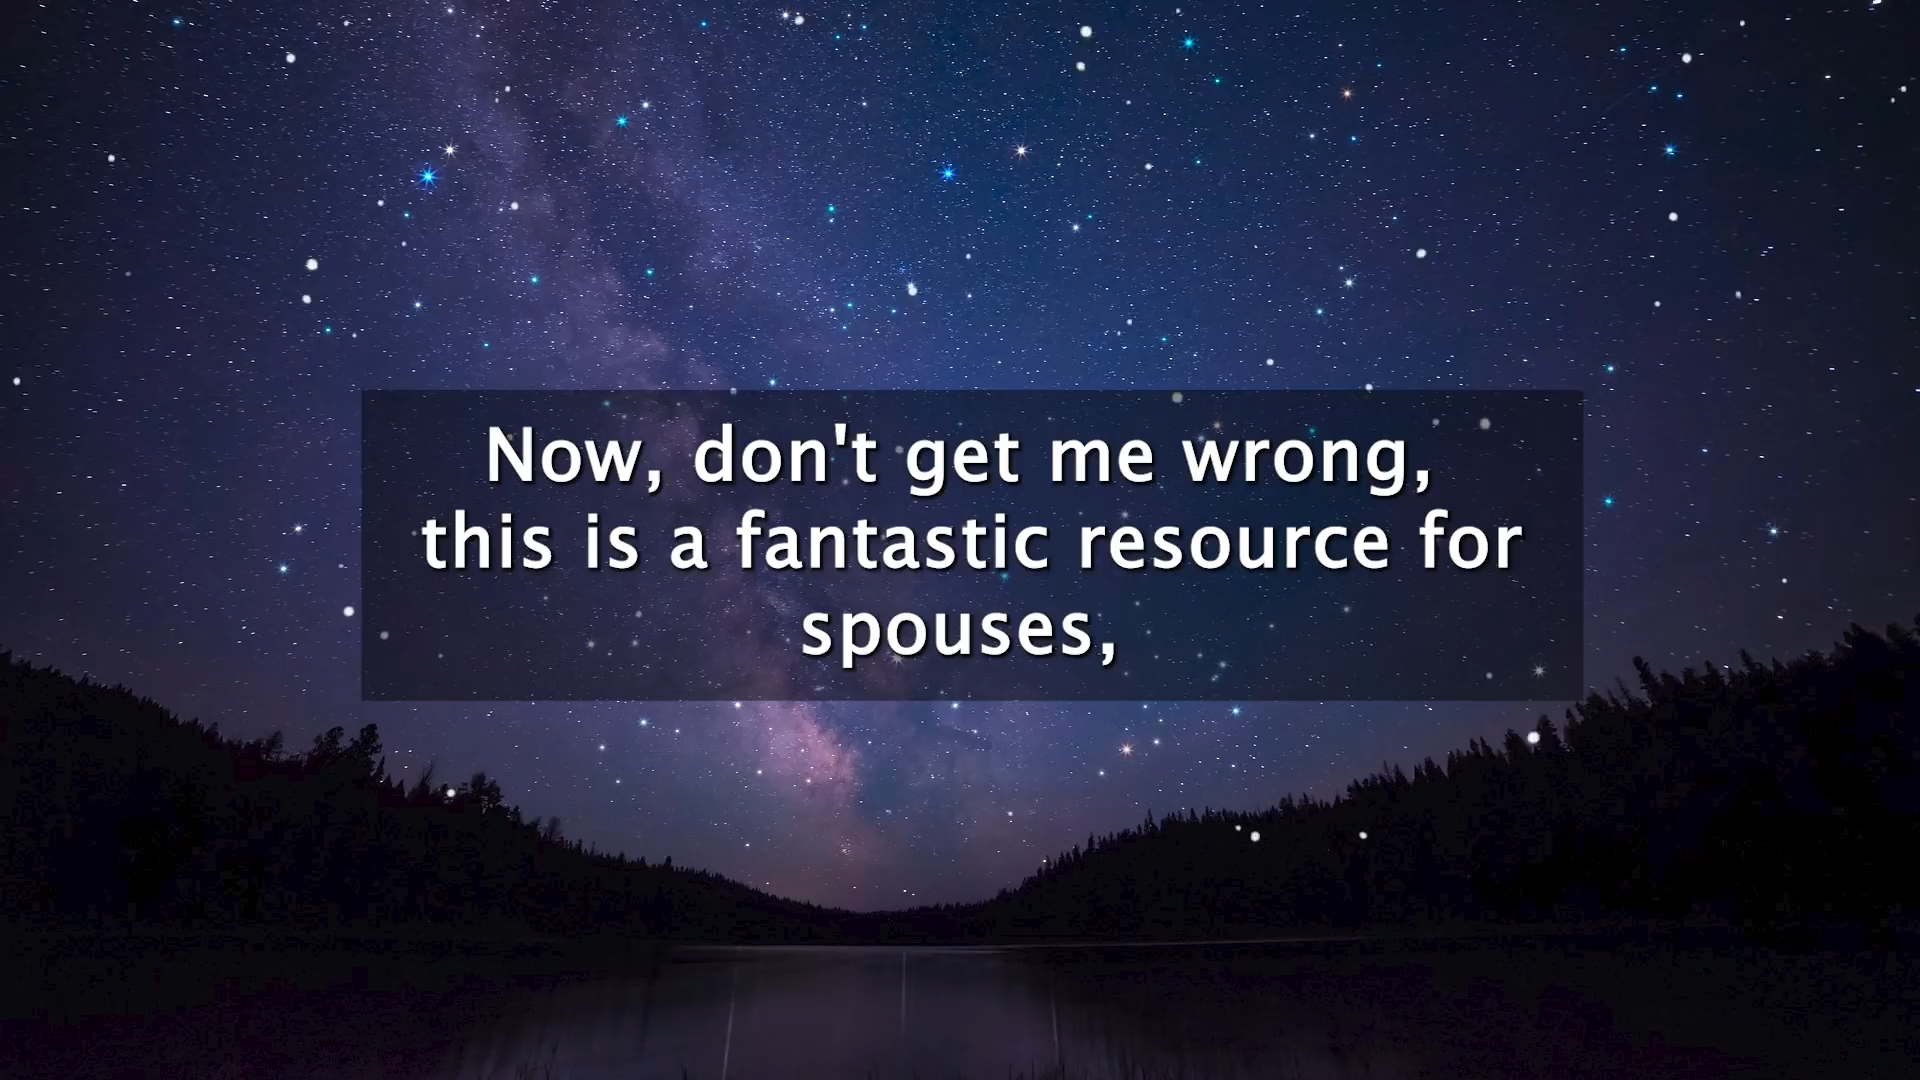 Now, don't get me wrong,
this is a fantastic resource for
spouses,